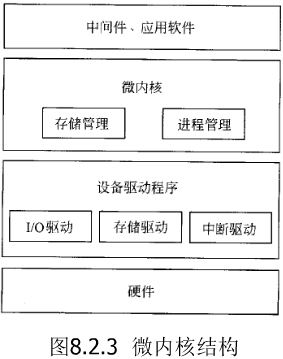 中间件、应用软件
微内核
存储管理
进程管理
设备驱动程序
I/O驱动
存储驱动
中断驱动
硬件
图8.2.3 微内核结构